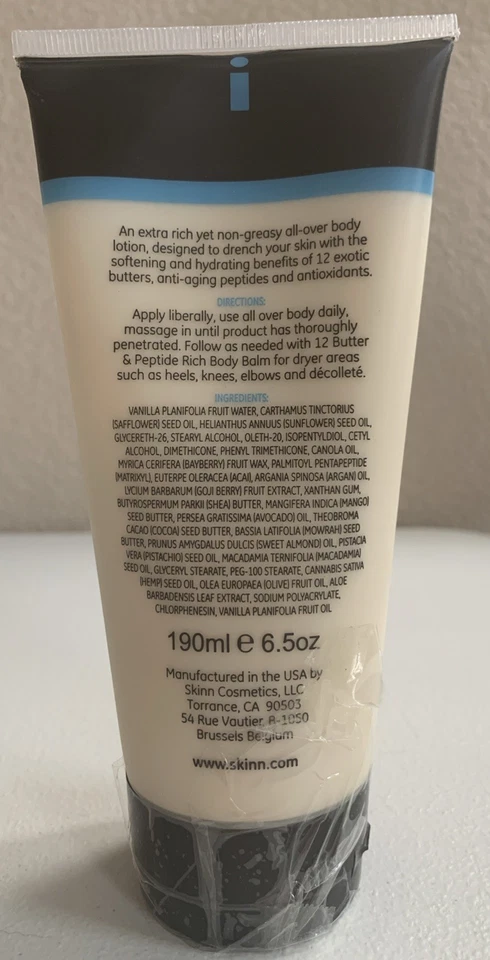 i
An extra rich yet non-greasy all-over body
lotion, designed to drench your skin with the
softening and hydrating benefits of 12 exotic
butters, anti-aging peptides and antioxidants.
DIRECTIONS:
Apply liberally, use all over body daily,
massage in until product has thoroughly
penetrated. Follow as needed with 12 Butter
& Peptide Rich Body Balm for dryer areas
such as heels, knees, elbows and décolleté.
INGREDIENTS:
VANILLA PLANIFOLIA FRUIT WATER, CARTHAMUS TINCTORIUS
(SAFFLOWER) SEED OIL, HELIANTHUS ANNUUS (SUNFLOWER) SEED OIL,
GLYCERETH-26, STEARYL ALCOHOL, OLETH-20, ISOPENTYLDIOL, CETYL
ALCOHOL, DIMETHICONE, PHENYL TRIMETHICONE, CANOLA OIL,
MYRICA CERIFERA (BAYBERRY) FRUIT WAX, PALMITOYL PENTAPEPTIDE
(MATRIXYL), EUTERPE OLERACEA (ACAI), ARGANIA SPINOSA (ARGAN) OIL,
LYCIUM BARBARUM (GOJI BERRY) FRUIT EXTRACT, XANTHAN GUM,
BUTYROSPERMUM PARKII (SHEA) BUTTER, MANGIFERA INDICA (MANGO)
SEED BUTTER, PERSEA GRATISSIMA (AVOCADO) OIL, THEOBROMA
CACAO (COCOA) SEED BUTTER, BASSIA LATIFOLIA (MOWRAH) SEED
BUTTER, PRUNUS AMYGDALUS DULCIS (SWEET ALMOND) OIL, PISTACIA
VERA (PISTACHIO) SEED OIL, MACADAMIA TERNIFOLIA (MACADAMIA)
SEED OIL, GLYCERYL STEARATE, PEG-100 STEARATE, CANNABIS SATIVA
(HEMP) SEED OIL, OLEA EUROPAEA (OLIVE) FRUIT OIL, ALOE
BARBADENSIS LEAF EXTRACT, SODIUM POLYACRYLATE,
CHLORPHENESIN, VANILLA PLANIFOLIA FRUIT OIL
190ml e 6.5oz
Manufactured in the USA by
Skinn Cosmetics, LLC
Torrance, CA 90503
54 Rue Vautier B-1050
Brussels Belgium
www.skinn.com